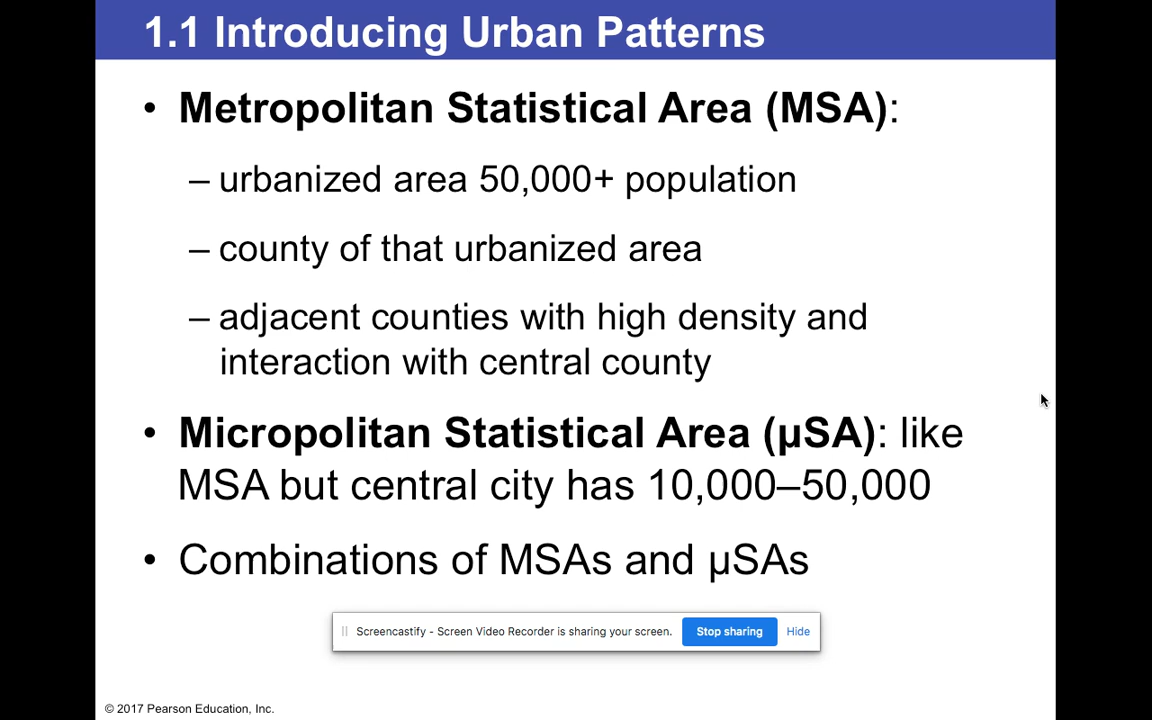 1.1 Introducing Urban Patterns
• Metropolitan Statistical Area (MSA):
– urbanized area 50,000+ population
– county of that urbanized area
– adjacent counties with high density and
interaction with central county
• Micropolitan Statistical Area (µSA): like
MSA but central city has 10,000–50,000
• Combinations of MSAs and µSAs
Screencastify - Screen Video Recorder is sharing your screen. Stop sharing Hide
© 2017 Pearson Education, Inc.